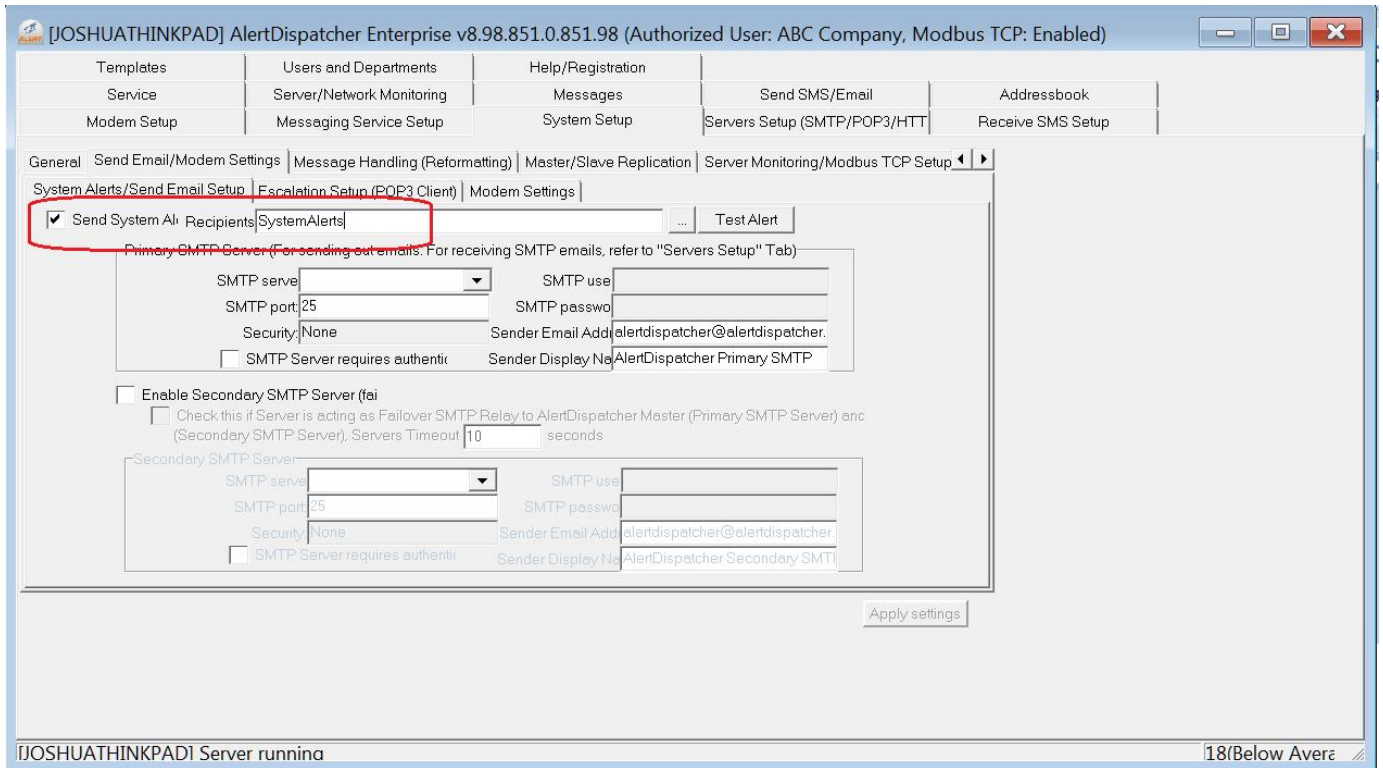 [JOSHUATHINKPAD] AlertDispatcher Enterprise v8.98.851.0.851.98 (Authorized User: ABC Company, Modbus TCP: Enabled)
Templates Users and Departments Help/Registration
Service Server/Network Monitoring Messages Send SMS/Email Addressbook
Modem Setup Messaging Service Setup System Setup Servers Setup (SMTP/POP3/HTT Receive SMS Setup
General Send Email/Modem Settings Message Handling (Reformatting) Master/Slave Replication Server Monitoring/Modbus TCP Setup
System Alerts/Send Email Setup Escalation Setup (POP3 Client) Modem Settings
Send System Al Recipients SystemAlerts ... Test Alert
Primary SMTP Server (For sending out emails. For receiving SMTP emails, refer to "Servers Setup" Tab)
SMTP serve SMTP use
SMTP port: 25 SMTP passwo
Security: None Sender Email Add alertdispatcher@alertdispatcher.
SMTP Server requires authentic Sender Display Na AlertDispatcher Primary SMTP
Enable Secondary SMTP Server (fai
Check this if Server is acting as Failover SMTP Relay to AlertDispatcher Master (Primary SMTP Server) and
(Secondary SMTP Server), Servers Timeout 10 seconds
Secondary SMTP Server
SMTP serve SMTP use
SMTP port: 25 SMTP passwo
Security: None Sender Email Add alertdispatcher@alertdispatcher.
SMTP Server requires authentic Sender Display Na AlertDispatcher Secondary SMT
Apply settings
[JOSHUATHINKPAD] Server running 18(Below Avera